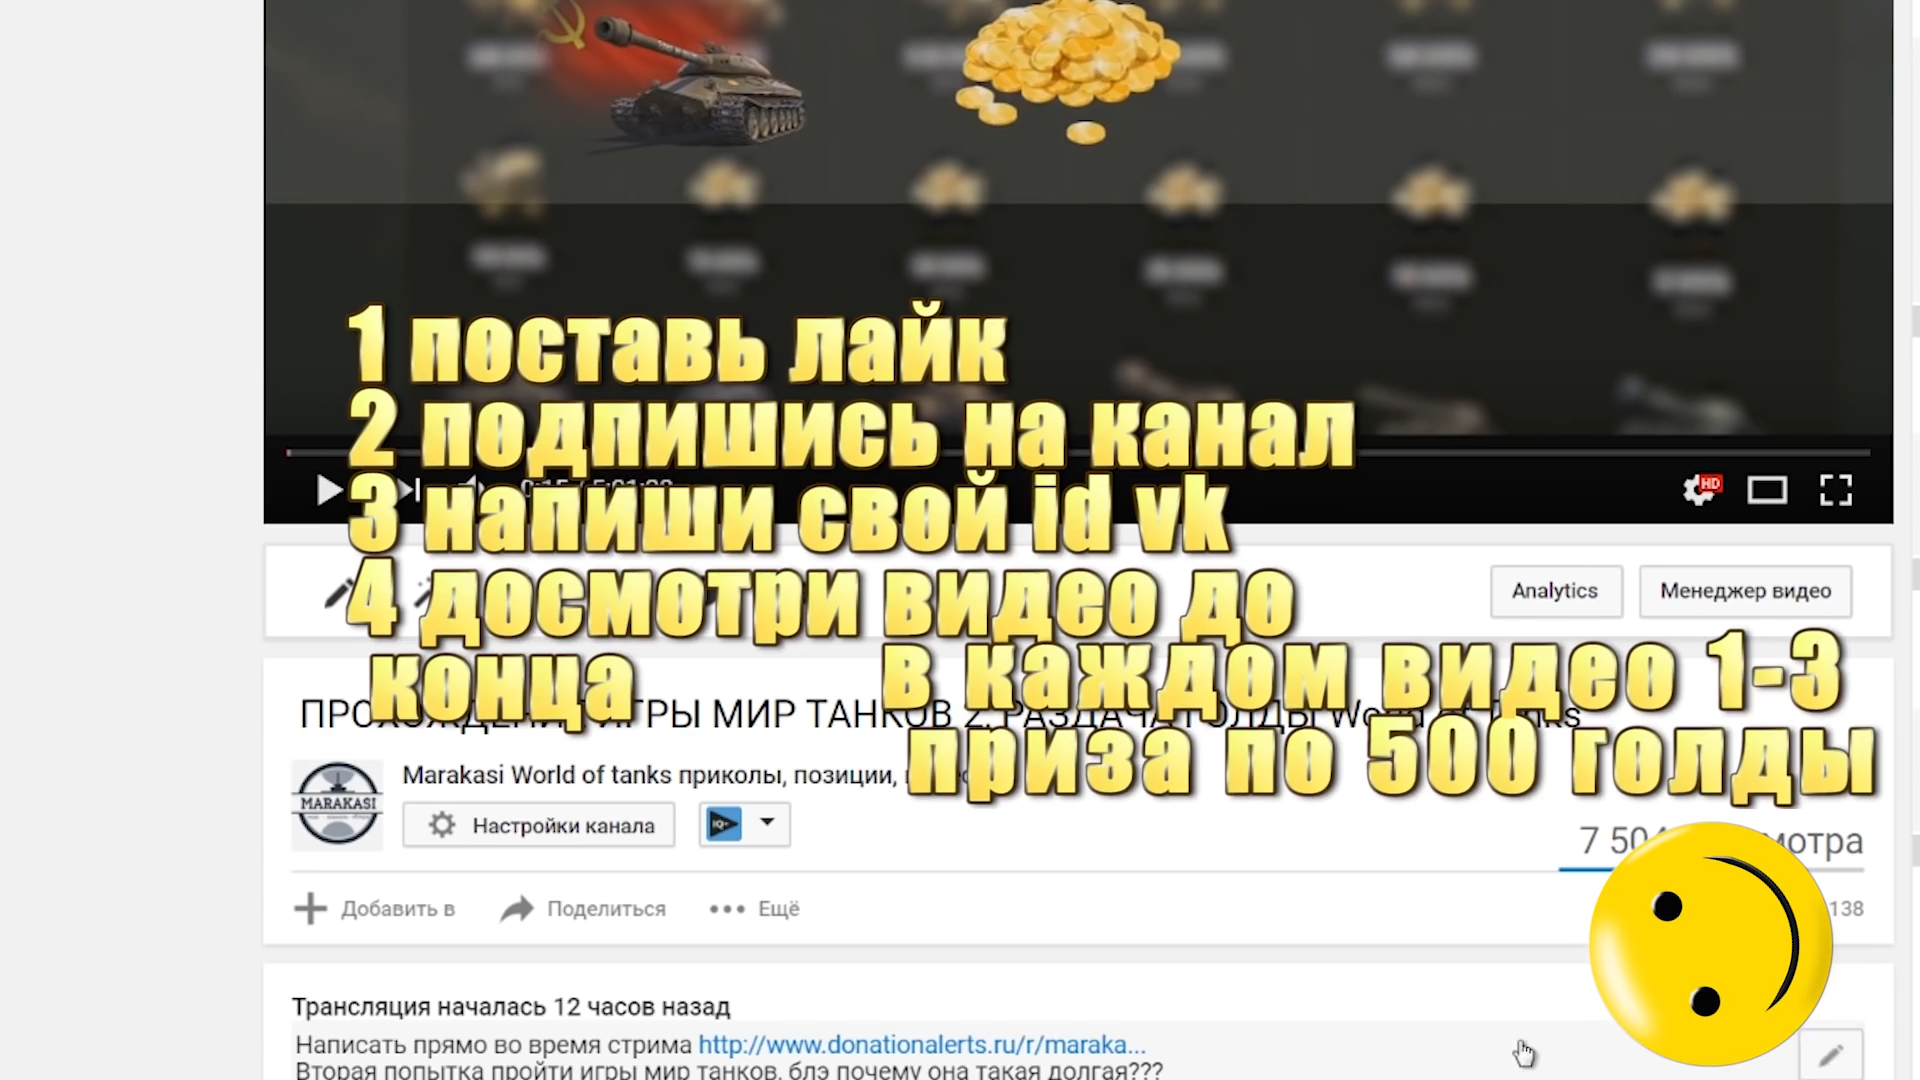 1 поставь лайк
2 подпишись на канал
3 напиши свой id vk
4 досмотри видео до
конца
в каждом видео 1-3
приза по 500 голды
HD
Analytics
Менеджер видео
ИГРЫ МИР ТАНКОВ 2. РАЗДАЧА ГОЛДЫ World of Tanks
Marakasi World of tanks приколы, позиции,
MARAKASI
Настройки канала
IQ+
7 50
Добавить в
Поделиться
Ещё
138
Трансляция началась 12 часов назад
Написать прямо во время стрима http://www.donationalerts.ru/r/maraka...
Вторая попытка пройти игры мир танков, блэ почему она такая долгая???